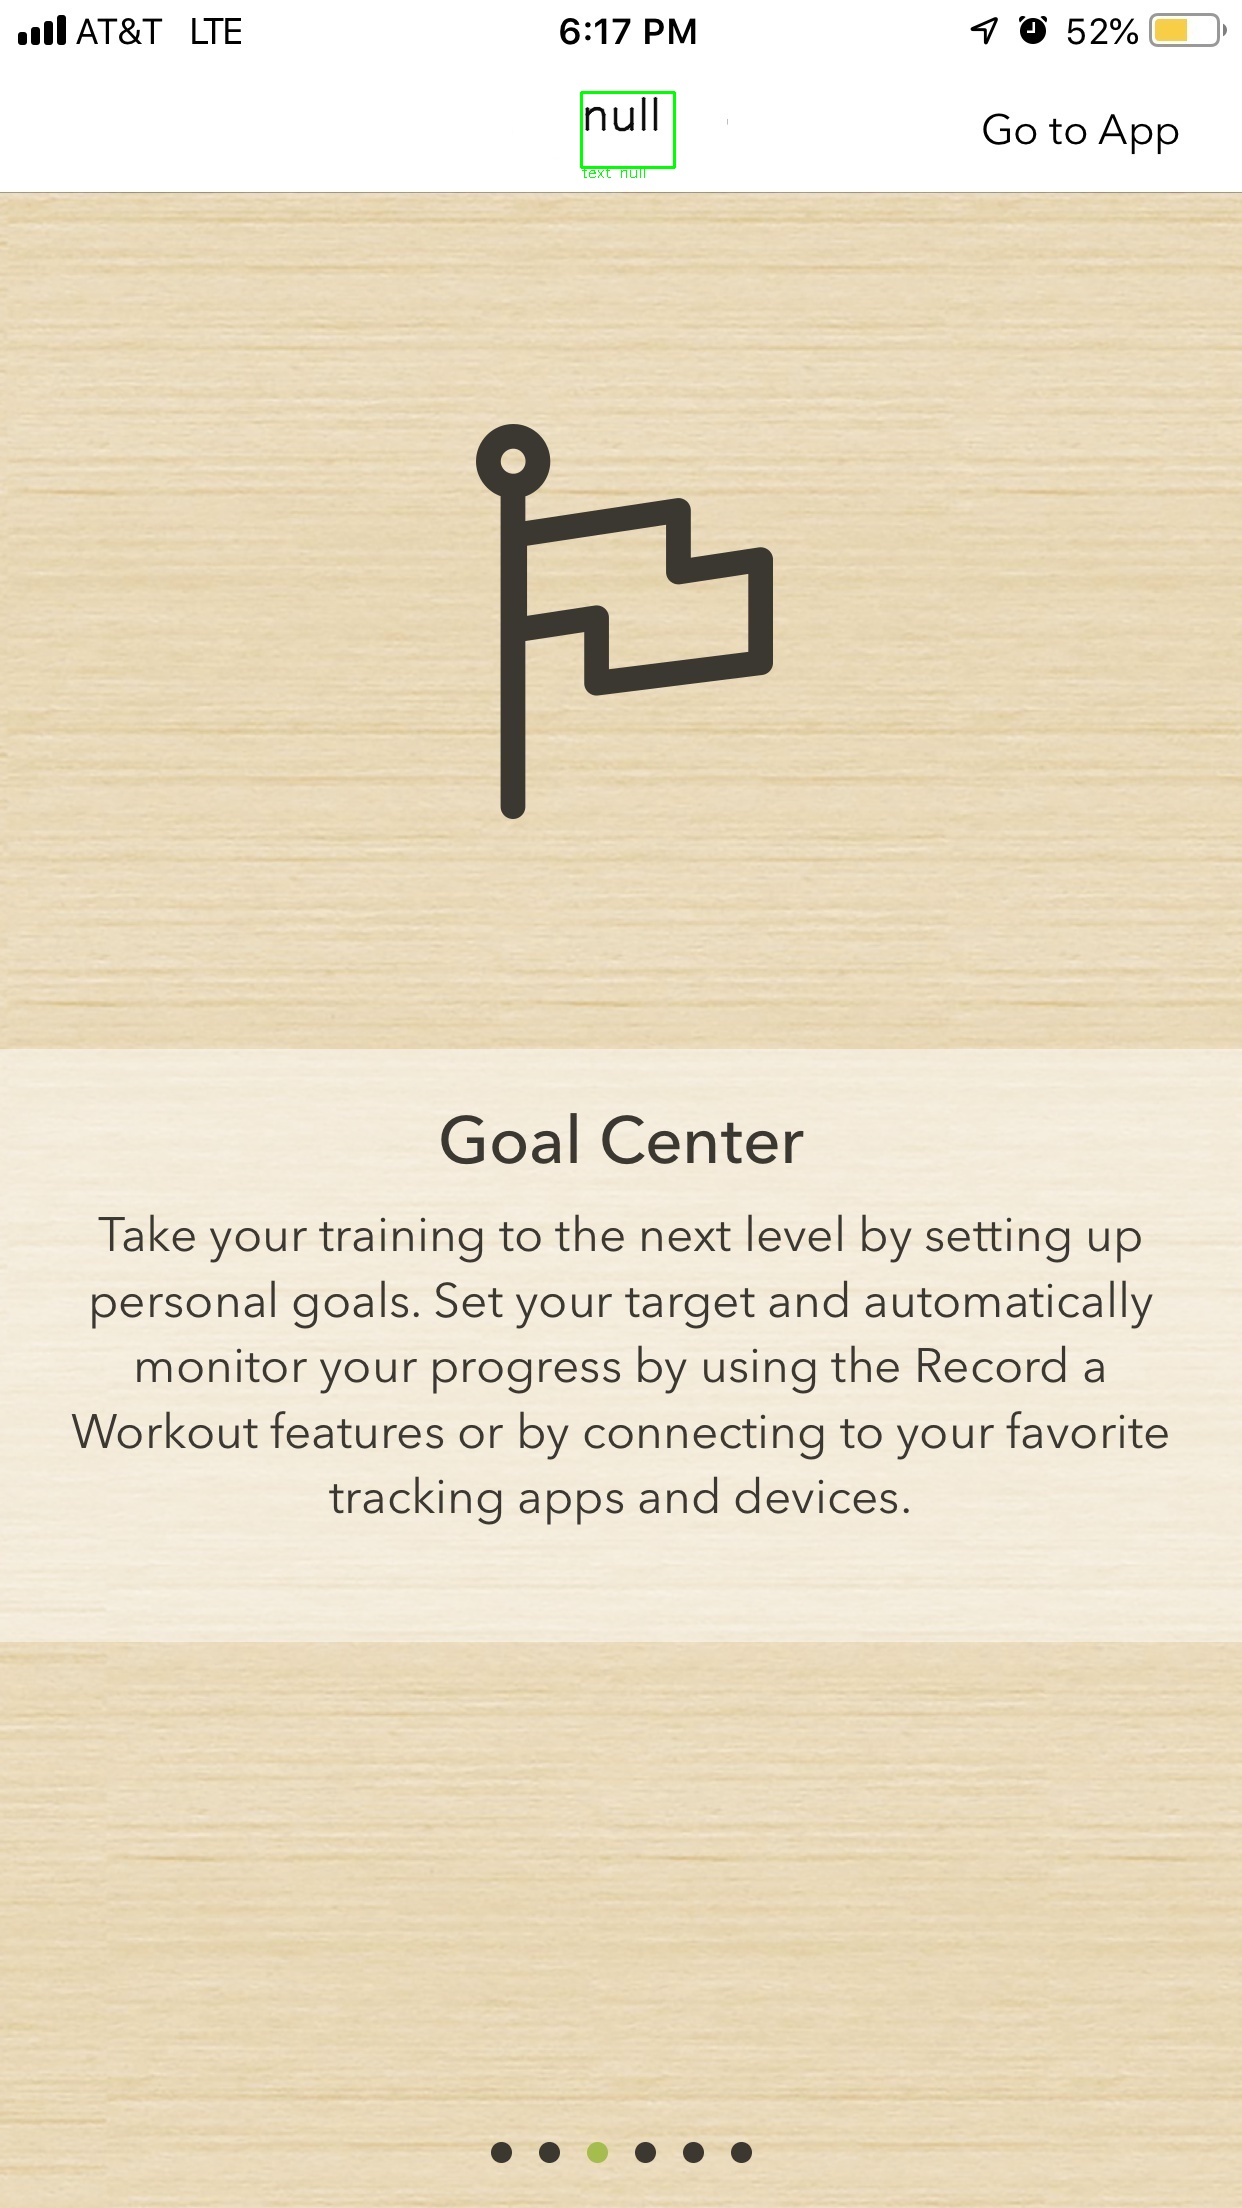 AT&T LTE 6:17 PM 52%
null
text null
Go to App
Goal Center
Take your training to the next level by setting up
personal goals. Set your target and automatically
monitor your progress by using the Record a
Workout features or by connecting to your favorite
tracking apps and devices.